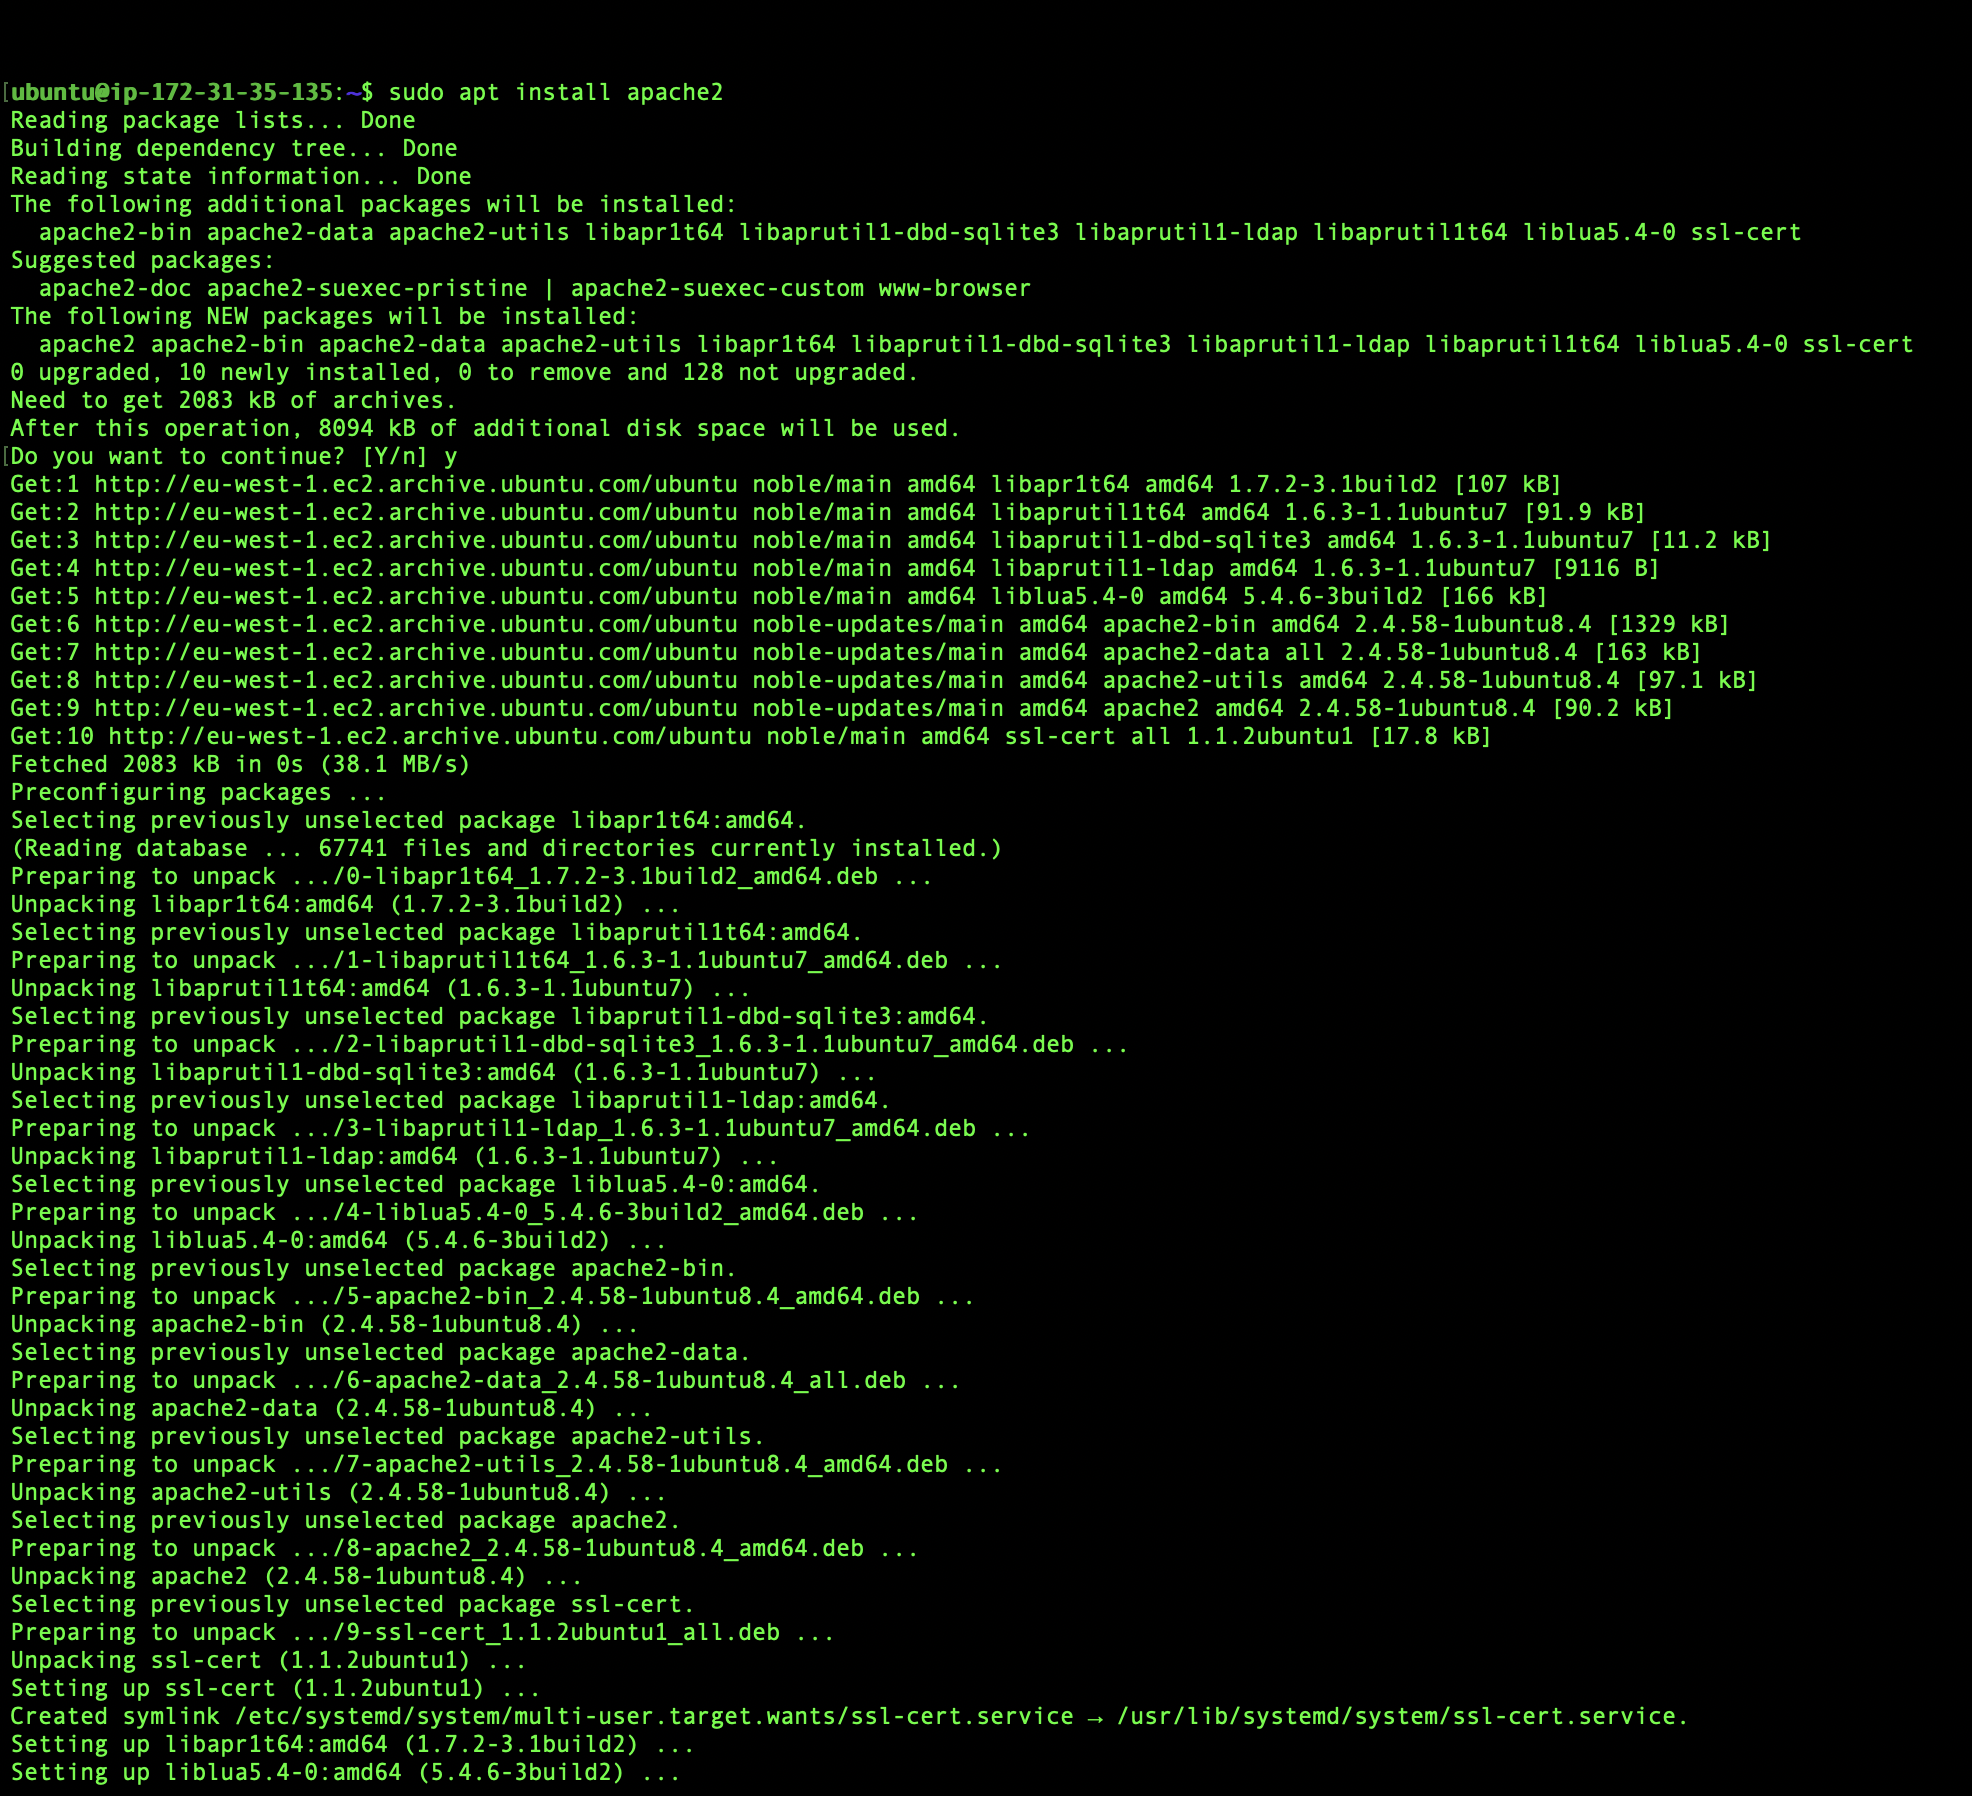 [ubuntu@ip-172-31-35-135:~$ sudo apt install apache2
Reading package lists... Done
Building dependency tree... Done
Reading state information... Done
The following additional packages will be installed:
  apache2-bin apache2-data apache2-utils libapr1t64 libaprutil1-dbd-sqlite3 libaprutil1-ldap libaprutil1t64 liblua5.4-0 ssl-cert
Suggested packages:
  apache2-doc apache2-suexec-pristine | apache2-suexec-custom www-browser
The following NEW packages will be installed:
  apache2 apache2-bin apache2-data apache2-utils libapr1t64 libaprutil1-dbd-sqlite3 libaprutil1-ldap libaprutil1t64 liblua5.4-0 ssl-cert
0 upgraded, 10 newly installed, 0 to remove and 128 not upgraded.
Need to get 2083 kB of archives.
After this operation, 8094 kB of additional disk space will be used.
[Do you want to continue? [Y/n] y
Get:1 http://eu-west-1.ec2.archive.ubuntu.com/ubuntu noble/main amd64 libapr1t64 amd64 1.7.2-3.1build2 [107 kB]
Get:2 http://eu-west-1.ec2.archive.ubuntu.com/ubuntu noble/main amd64 libaprutil1t64 amd64 1.6.3-1.1ubuntu7 [91.9 kB]
Get:3 http://eu-west-1.ec2.archive.ubuntu.com/ubuntu noble/main amd64 libaprutil1-dbd-sqlite3 amd64 1.6.3-1.1ubuntu7 [11.2 kB]
Get:4 http://eu-west-1.ec2.archive.ubuntu.com/ubuntu noble/main amd64 libaprutil1-ldap amd64 1.6.3-1.1ubuntu7 [9116 B]
Get:5 http://eu-west-1.ec2.archive.ubuntu.com/ubuntu noble/main amd64 liblua5.4-0 amd64 5.4.6-3build2 [166 kB]
Get:6 http://eu-west-1.ec2.archive.ubuntu.com/ubuntu noble-updates/main amd64 apache2-bin amd64 2.4.58-1ubuntu8.4 [1329 kB]
Get:7 http://eu-west-1.ec2.archive.ubuntu.com/ubuntu noble-updates/main amd64 apache2-data all 2.4.58-1ubuntu8.4 [163 kB]
Get:8 http://eu-west-1.ec2.archive.ubuntu.com/ubuntu noble-updates/main amd64 apache2-utils amd64 2.4.58-1ubuntu8.4 [97.1 kB]
Get:9 http://eu-west-1.ec2.archive.ubuntu.com/ubuntu noble-updates/main amd64 apache2 amd64 2.4.58-1ubuntu8.4 [90.2 kB]
Get:10 http://eu-west-1.ec2.archive.ubuntu.com/ubuntu noble/main amd64 ssl-cert all 1.1.2ubuntu1 [17.8 kB]
Fetched 2083 kB in 0s (38.1 MB/s)
Preconfiguring packages ...
Selecting previously unselected package libapr1t64:amd64.
(Reading database ... 67741 files and directories currently installed.)
Preparing to unpack .../0-libapr1t64_1.7.2-3.1build2_amd64.deb ...
Unpacking libapr1t64:amd64 (1.7.2-3.1build2) ...
Selecting previously unselected package libaprutil1t64:amd64.
Preparing to unpack .../1-libaprutil1t64_1.6.3-1.1ubuntu7_amd64.deb ...
Unpacking libaprutil1t64:amd64 (1.6.3-1.1ubuntu7) ...
Selecting previously unselected package libaprutil1-dbd-sqlite3:amd64.
Preparing to unpack .../2-libaprutil1-dbd-sqlite3_1.6.3-1.1ubuntu7_amd64.deb ...
Unpacking libaprutil1-dbd-sqlite3:amd64 (1.6.3-1.1ubuntu7) ...
Selecting previously unselected package libaprutil1-ldap:amd64.
Preparing to unpack .../3-libaprutil1-ldap_1.6.3-1.1ubuntu7_amd64.deb ...
Unpacking libaprutil1-ldap:amd64 (1.6.3-1.1ubuntu7) ...
Selecting previously unselected package liblua5.4-0:amd64.
Preparing to unpack .../4-liblua5.4-0_5.4.6-3build2_amd64.deb ...
Unpacking liblua5.4-0:amd64 (5.4.6-3build2) ...
Selecting previously unselected package apache2-bin.
Preparing to unpack .../5-apache2-bin_2.4.58-1ubuntu8.4_amd64.deb ...
Unpacking apache2-bin (2.4.58-1ubuntu8.4) ...
Selecting previously unselected package apache2-data.
Preparing to unpack .../6-apache2-data_2.4.58-1ubuntu8.4_all.deb ...
Unpacking apache2-data (2.4.58-1ubuntu8.4) ...
Selecting previously unselected package apache2-utils.
Preparing to unpack .../7-apache2-utils_2.4.58-1ubuntu8.4_amd64.deb ...
Unpacking apache2-utils (2.4.58-1ubuntu8.4) ...
Selecting previously unselected package apache2.
Preparing to unpack .../8-apache2_2.4.58-1ubuntu8.4_amd64.deb ...
Unpacking apache2 (2.4.58-1ubuntu8.4) ...
Selecting previously unselected package ssl-cert.
Preparing to unpack .../9-ssl-cert_1.1.2ubuntu1_all.deb ...
Unpacking ssl-cert (1.1.2ubuntu1) ...
Setting up ssl-cert (1.1.2ubuntu1) ...
Created symlink /etc/systemd/system/multi-user.target.wants/ssl-cert.service → /usr/lib/systemd/system/ssl-cert.service.
Setting up libapr1t64:amd64 (1.7.2-3.1build2) ...
Setting up liblua5.4-0:amd64 (5.4.6-3build2) ...